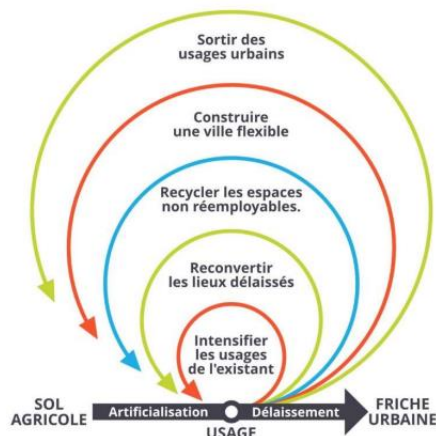 Sortir des
usages urbains
Construire
une ville flexible
Recycler les espaces
non réemployables.
Reconvertir
les lieux délaissés
Intensifier
les usages
de l'existant
SOL
AGRICOLE
Artificialisation
Délaissement
FRICHE
URBAINE
USAGE